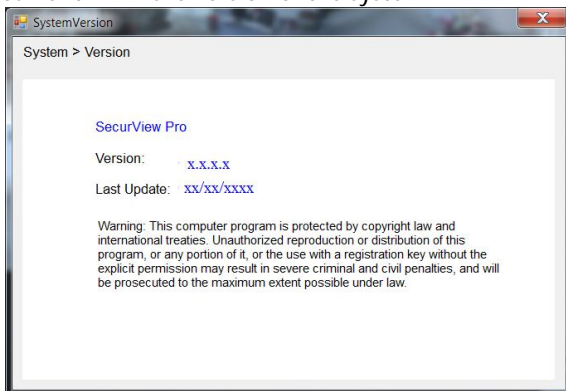 SystemVersion
System > Version
SecurView Pro
Version: x.x.x.x
Last Update: xx/xx/xxxx
Warning: This computer program is protected by copyright law and
international treaties. Unauthorized reproduction or distribution of this
program, or any portion of it, or the use with a registration key without the
explicit permission may result in severe criminal and civil penalties, and will
be prosecuted to the maximum extent possible under law.